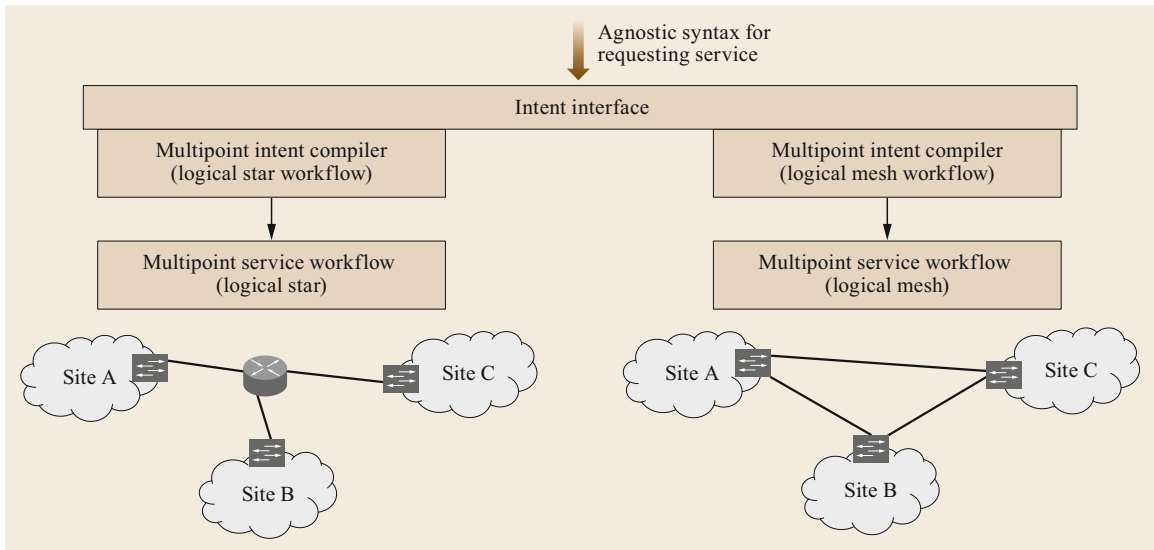 Agnostic syntax for
requesting service
Intent interface
Multipoint intent compiler
(logical star workflow)
Multipoint intent compiler
(logical mesh workflow)
Multipoint service workflow
(logical star)
Multipoint service workflow
(logical mesh)
Site A
Site C
Site B
Site A
Site C
Site B